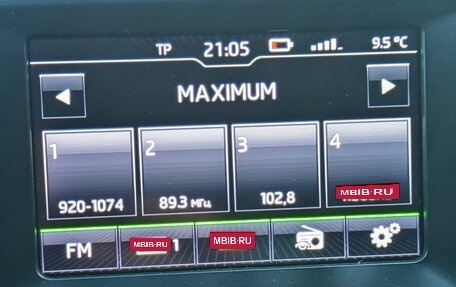 TP 21:05 9.5 °C
MAXIMUM
1 2 3 4
920-1074 89.3 МГц 102,8
MBIB.RU
FM MBIB.RU 1 MBIB.RU